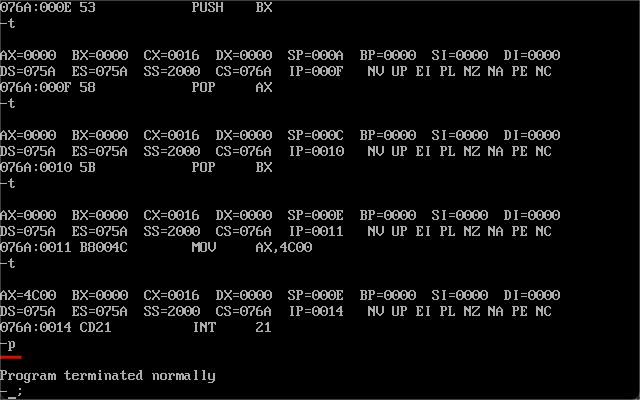 076A:000E 53            PUSH    BX
-t

AX=0000  BX=0000  CX=0016  DX=0000  SP=000A  BP=0000  SI=0000  DI=0000
DS=075A  ES=075A  SS=2000  CS=076A  IP=000F   NV UP EI PL NZ NA PE NC
076A:000F 58            POP     AX
-t

AX=0000  BX=0000  CX=0016  DX=0000  SP=000C  BP=0000  SI=0000  DI=0000
DS=075A  ES=075A  SS=2000  CS=076A  IP=0010   NV UP EI PL NZ NA PE NC
076A:0010 5B            POP     BX
-t

AX=0000  BX=0000  CX=0016  DX=0000  SP=000E  BP=0000  SI=0000  DI=0000
DS=075A  ES=075A  SS=2000  CS=076A  IP=0011   NV UP EI PL NZ NA PE NC
076A:0011 B8004C        MOV     AX,4C00
-t

AX=4C00  BX=0000  CX=0016  DX=0000  SP=000E  BP=0000  SI=0000  DI=0000
DS=075A  ES=075A  SS=2000  CS=076A  IP=0014   NV UP EI PL NZ NA PE NC
076A:0014 CD21          INT     21
-p

Program terminated normally
-_;